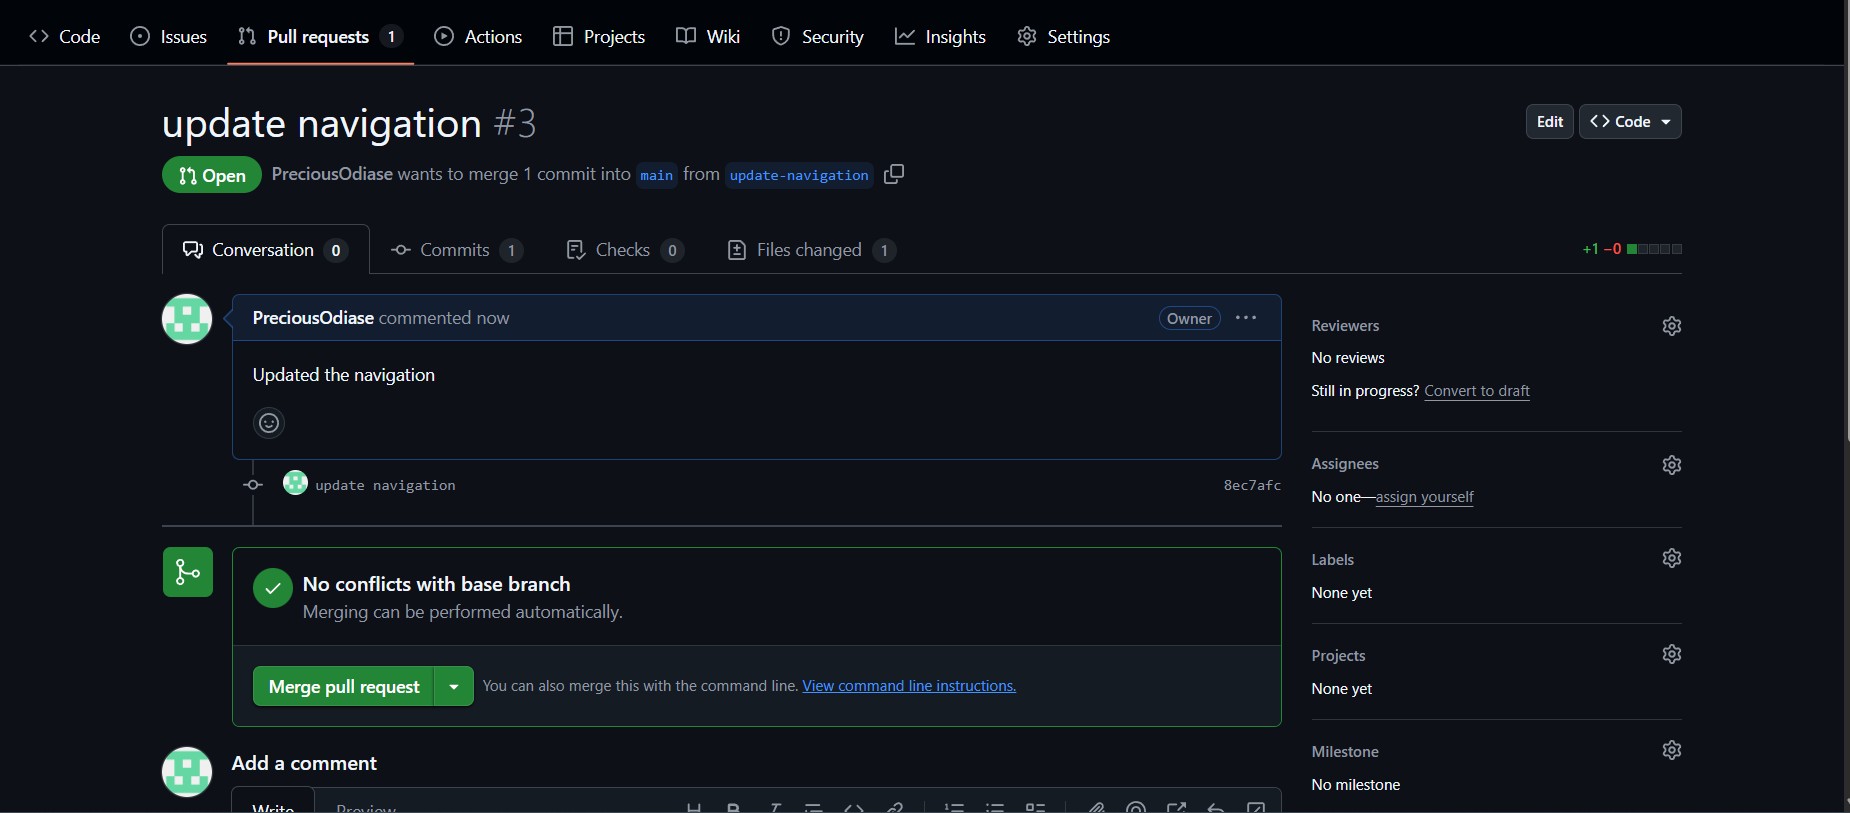 Code Issues Pull requests 1 Actions Projects Wiki Security Insights Settings
update navigation #3
Edit Code
Open PreciousOdiase wants to merge 1 commit into main from update-navigation
Conversation 0 Commits 1 Checks 0 Files changed 1
+1 −0
PreciousOdiase commented now
Owner
Updated the navigation
update navigation
8ec7afc
No conflicts with base branch
Merging can be performed automatically.
Merge pull request You can also merge this with the command line. View command line instructions.
Add a comment
Write Preview
Reviewers
No reviews
Still in progress? Convert to draft
Assignees
No one—assign yourself
Labels
None yet
Projects
None yet
Milestone
No milestone